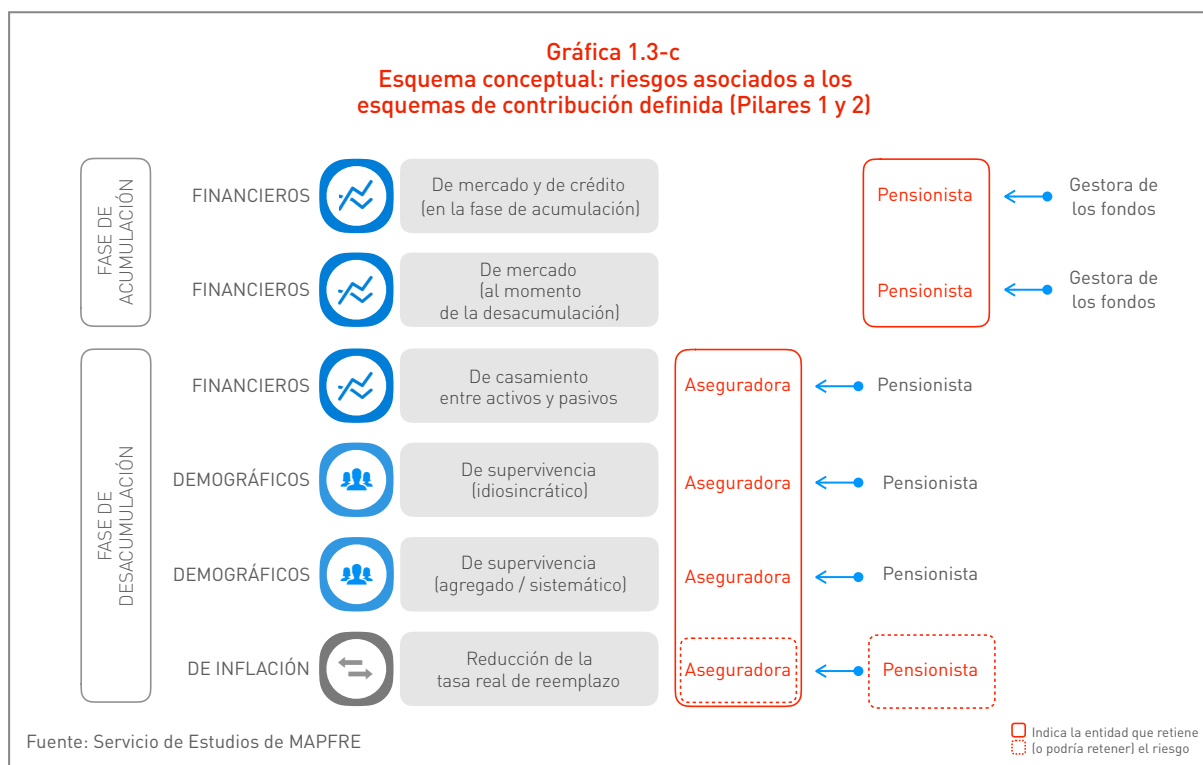 Gráfica 1.3-c
Esquema conceptual: riesgos asociados a los
esquemas de contribución definida (Pilares 1 y 2)
FASE DE
ACUMULACIÓN
FINANCIEROS
De mercado y de crédito
(en la fase de acumulación)
Pensionista
Gestora de
los fondos
FINANCIEROS
De mercado
(al momento
de la desacumulación)
Pensionista
Gestora de
los fondos
FASE DE
DESACUMULACIÓN
FINANCIEROS
De casamiento
entre activos y pasivos
Aseguradora
Pensionista
DEMOGRÁFICOS
De supervivencia
(idiosincrático)
Aseguradora
Pensionista
DEMOGRÁFICOS
De supervivencia
(agregado / sistemático)
Aseguradora
Pensionista
DE INFLACIÓN
Reducción de la
tasa real de reemplazo
Aseguradora
Pensionista
Fuente: Servicio de Estudios de MAPFRE
Indica la entidad que retiene
(o podría retener) el riesgo